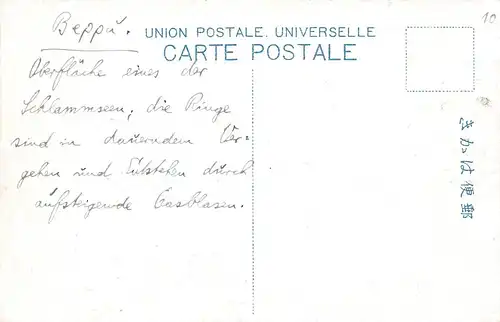 Beppu.
UNION POSTALE. UNIVERSELLE
CARTE POSTALE
10
Oberfläche eines der
Schlammseen; die Ringe
sind in dauerndem Ver-
gehen und Entstehen durch
aufsteigende Gasblasen.
きかは便郵